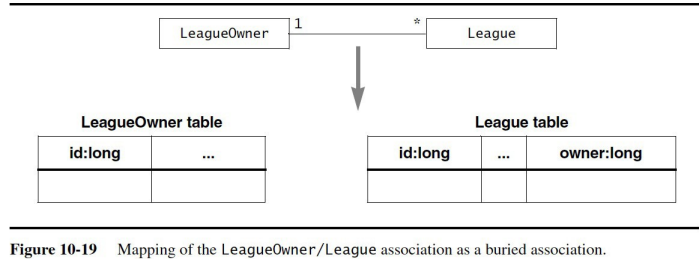 LeagueOwner 1 * League
LeagueOwner table League table
id:long ... id:long ... owner:long
Figure 10-19 Mapping of the LeagueOwner/League association as a buried association.